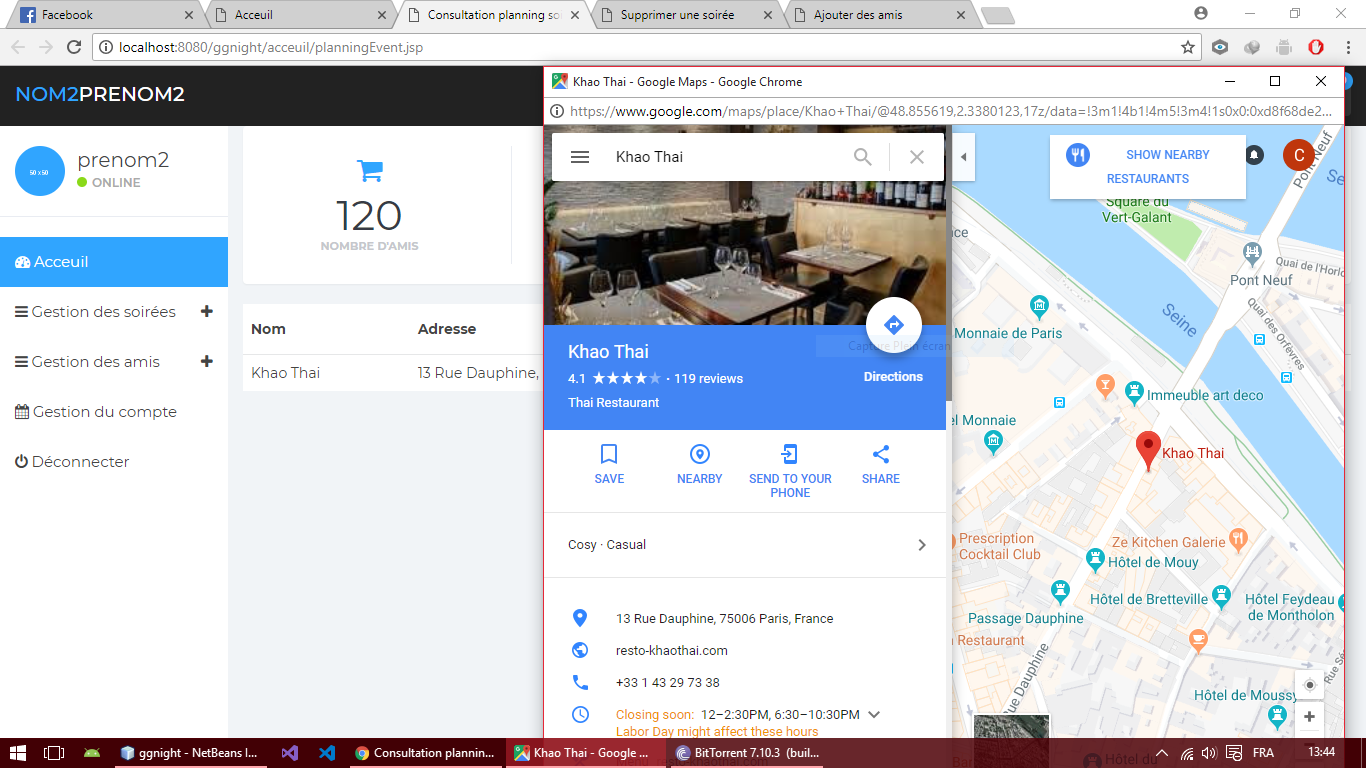 Facebook
Acceuil
Consultation planning so
Supprimer une soirée
Ajouter des amis
localhost:8080/ggnight/acceuil/planningEvent.jsp
NOM2PRENOM2
50 x 50
prenom2
ONLINE
Acceuil
Gestion des soirées
Gestion des amis
Gestion du compte
Déconnecter
120
NOMBRE D'AMIS
Nom Adresse
Khao Thai 13 Rue Dauphine,
Khao Thai - Google Maps - Google Chrome
https://www.google.com/maps/place/Khao+Thai/@48.855619,2.3380123,17z/data=!3m1!4b1!4m5!3m4!1s0x0:0xd8f68de2...
Khao Thai
Capture Plein écran
Khao Thai
4.1 · 119 reviews
Thai Restaurant
Directions
SAVE
NEARBY
SEND TO YOUR
PHONE
SHARE
Cosy · Casual
13 Rue Dauphine, 75006 Paris, France
resto-khaothai.com
+33 1 43 29 73 38
Closing soon: 12–2:30PM, 6:30–10:30PM
Labor Day might affect these hours
SHOW NEARBY
RESTAURANTS
C
Pont Neuf
Se
Square du
Vert-Galant
ce
Quai de l'Horlo
Pont Neuf
Seine
Monnaie de Paris
Quai des Orfèvres
Immeuble art deco
el Monnaie
Khao Thai
Prescription
Cocktail Club
Ze Kitchen Galerie
Hôtel de Mouy
Hôtel de Bretteville
Hôtel Feydeau
de Montholon
Passage Dauphine
Restaurant
Rue Dauphine
Rue Sé
Hôtel de Moussy
Hôtel du
ggnight - NetBeans I...
Consultation plannin...
Khao Thai - Google ...
BitTorrent 7.10.3 (buil...
FRA
13:44